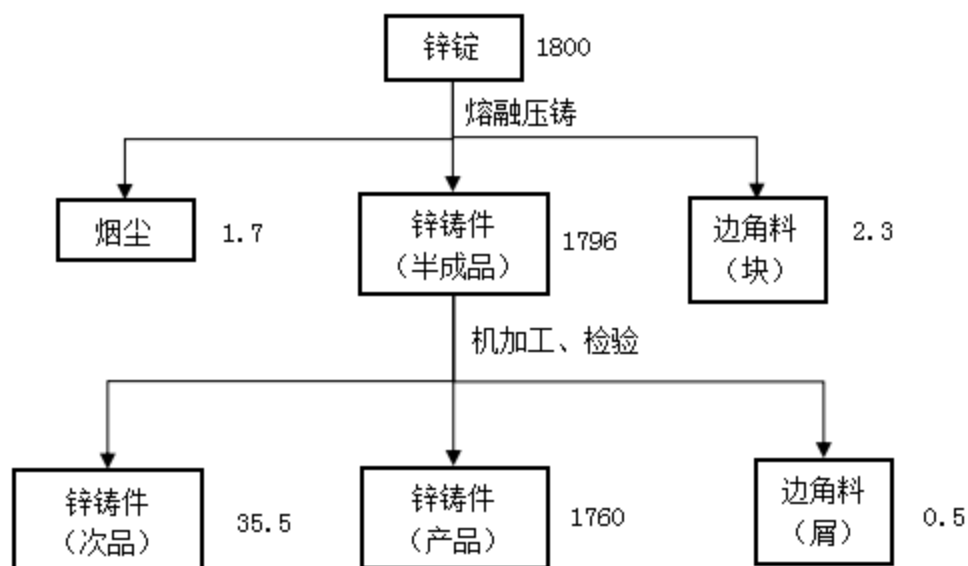 锌锭 1800
熔融压铸
烟尘 1.7
锌铸件
（半成品）
1796
边角料
（块）
2.3
机加工、检验
锌铸件
（次品）
35.5
锌铸件
（产品）
1760
边角料
（屑）
0.5